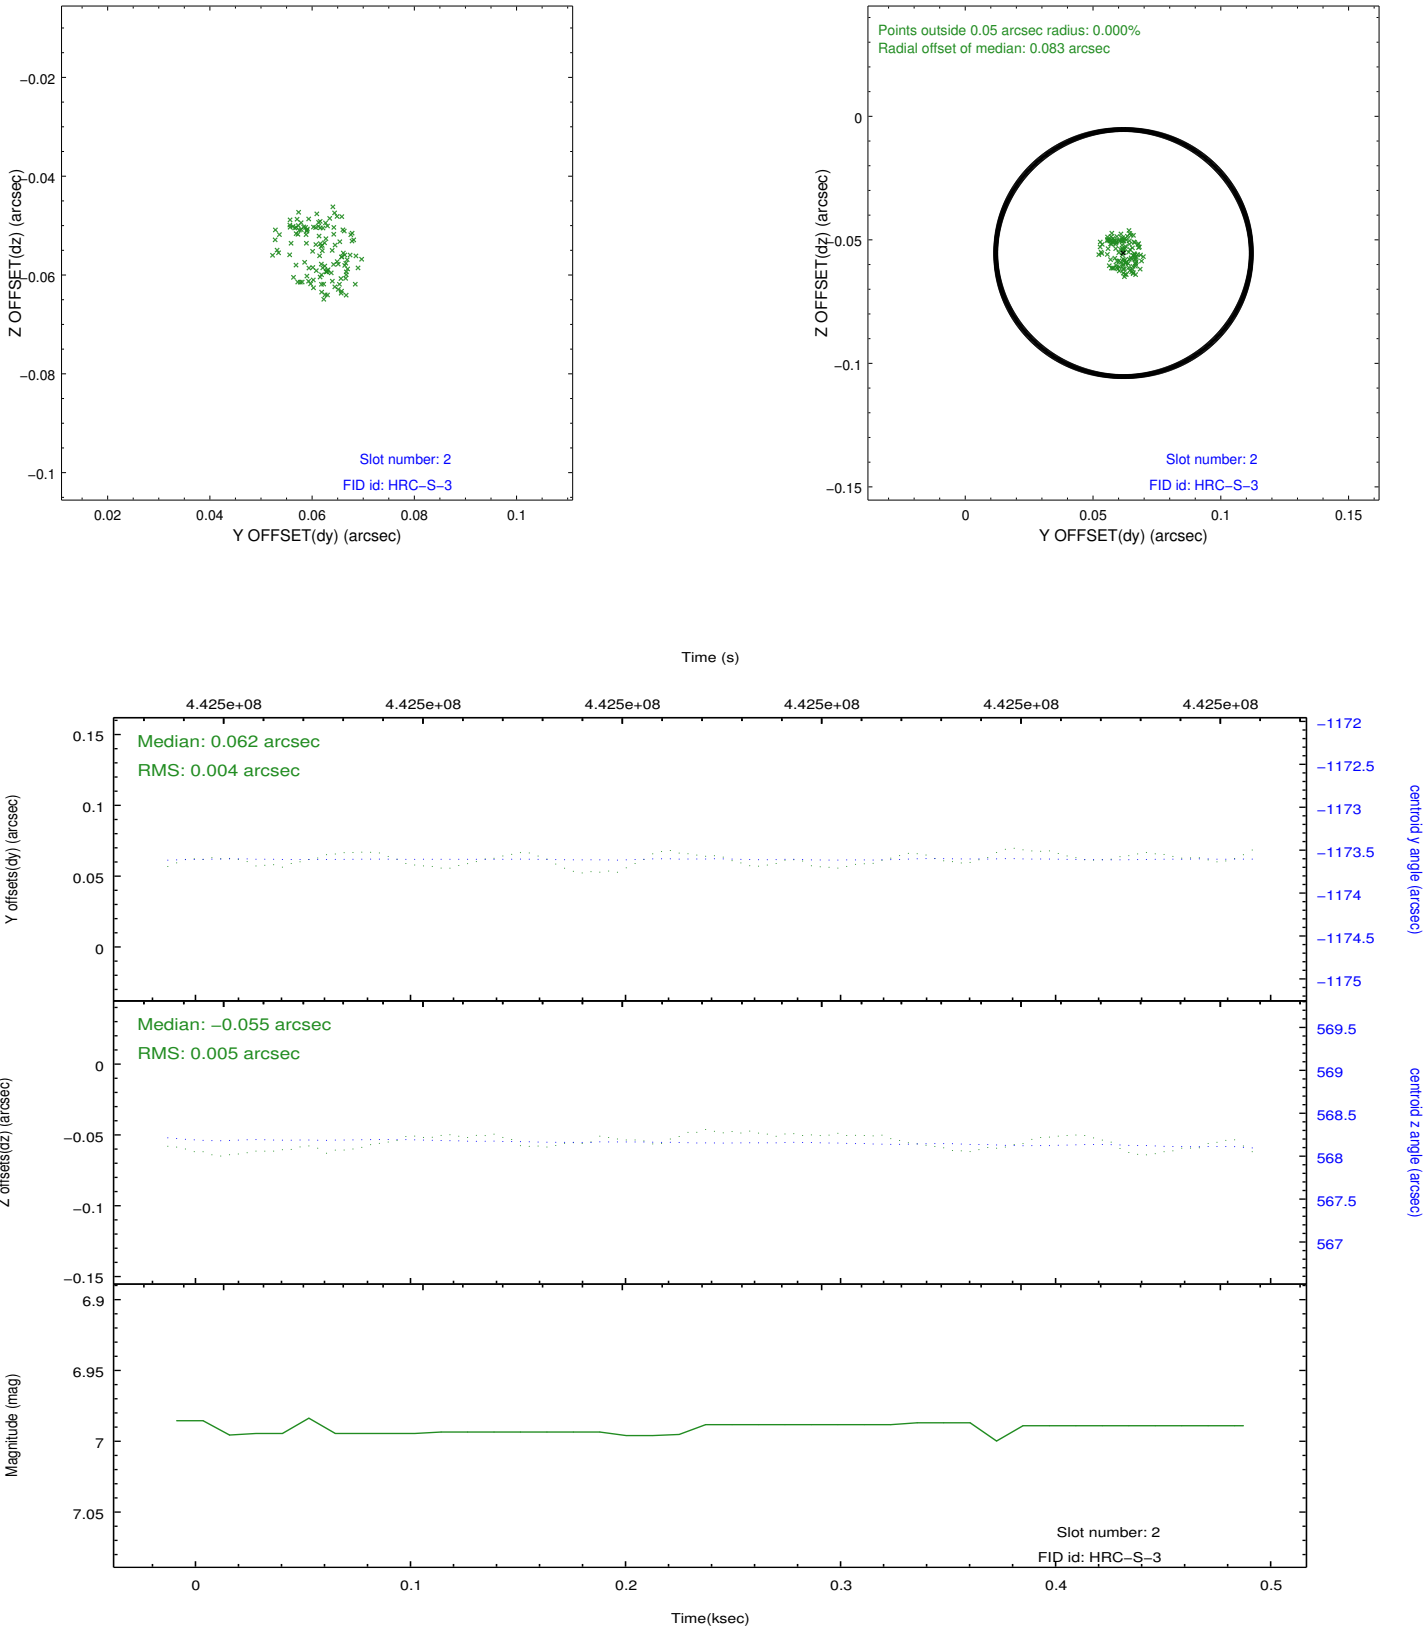 −0.02
−0.04
−0.06
−0.08
−0.1
Z OFFSET(dz) (arcsec)
Slot number: 2
FID id: HRC−S−3
0.02
0.04
0.06
0.08
0.1
Y OFFSET(dy) (arcsec)
Points outside 0.05 arcsec radius: 0.000%
Radial offset of median: 0.083 arcsec
0
−0.05
−0.1
−0.15
Z OFFSET(dz) (arcsec)
Slot number: 2
FID id: HRC−S−3
0
0.05
0.1
0.15
Y OFFSET(dy) (arcsec)
Time (s)
4.425e+08
4.425e+08
4.425e+08
4.425e+08
4.425e+08
4.425e+08
Median: 0.062 arcsec
RMS: 0.004 arcsec
0.15
0.1
0.05
0
Y offsets(dy) (arcsec)
−1172
−1172.5
−1173
−1173.5
−1174
−1174.5
−1175
centroid y angle (arcsec)
Median: −0.055 arcsec
RMS: 0.005 arcsec
0
−0.05
−0.1
−0.15
Z offsets(dz) (arcsec)
569.5
569
568.5
568
567.5
567
centroid z angle (arcsec)
6.9
6.95
7
7.05
Magnitude (mag)
Slot number: 2
FID id: HRC−S−3
0
0.1
0.2
0.3
0.4
0.5
Time(ksec)